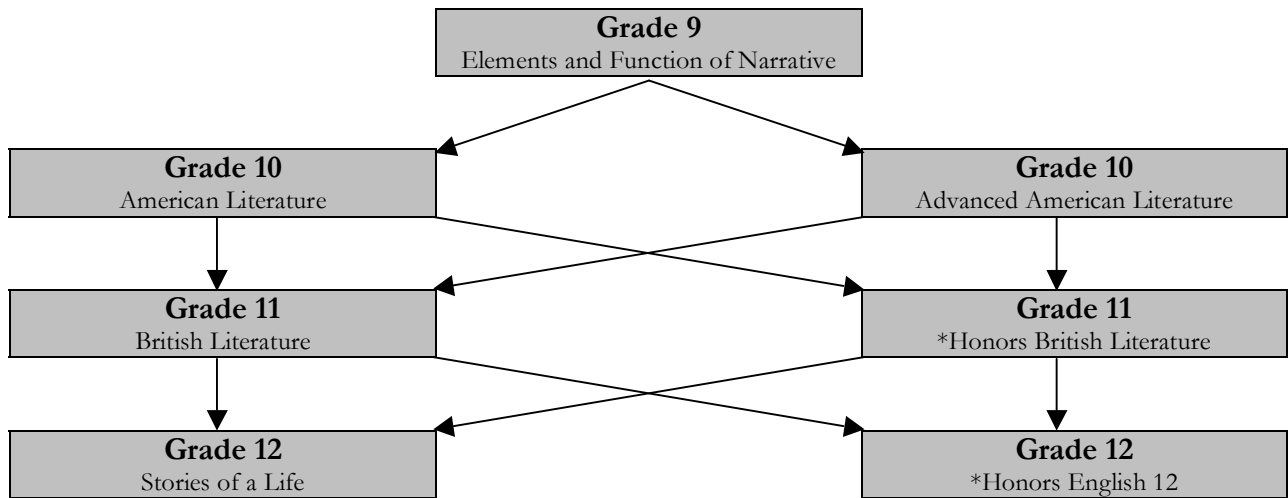 Grade 9
Elements and Function of Narrative
Grade 10
American Literature
Grade 10
Advanced American Literature
Grade 11
British Literature
Grade 11
*Honors British Literature
Grade 12
Stories of a Life
Grade 12
*Honors English 12